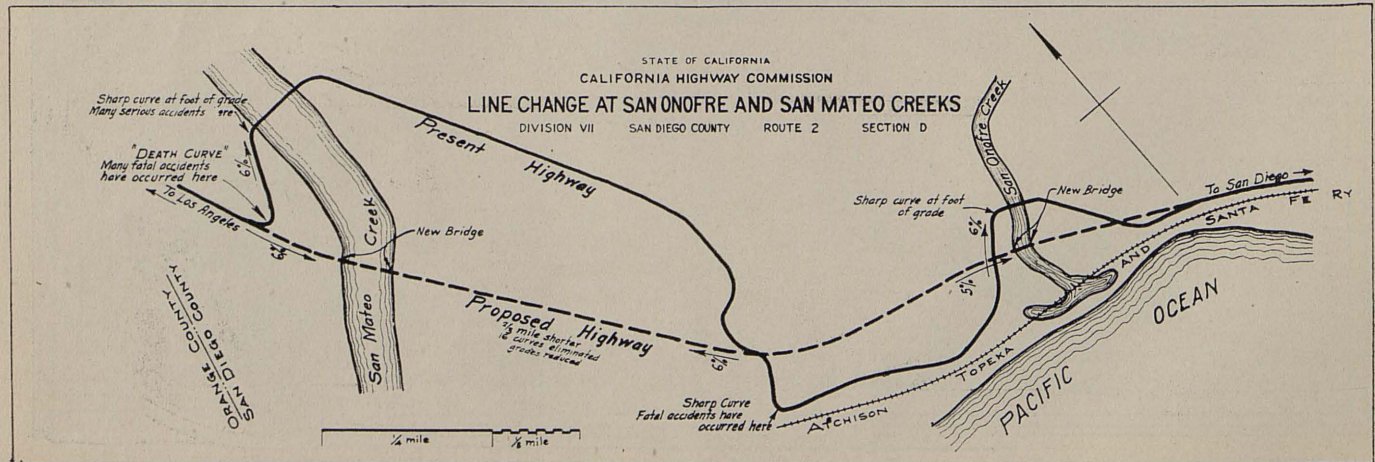 STATE OF CALIFORNIA
CALIFORNIA HIGHWAY COMMISSION
LINE CHANGE AT SAN ONOFRE AND SAN MATEO CREEKS
DIVISION VII SAN DIEGO COUNTY ROUTE 2 SECTION D
Sharp curve at foot of grade
Many serious accidents
"DEATH CURVE"
Many fatal accidents
have occurred here
6%
To Los Angeles
6%
Present Highway
San Mateo Creek
New Bridge
ORANGE COUNTY
SAN DIEGO COUNTY
Proposed Highway
mile shorter
16 curves eliminated
grades reduced
6%
Sharp Curve
Fatal accidents have
occurred here
Sharp curve at foot
of grade
6%
5%
San Onofre Creek
New Bridge
To San Diego
ATCHISON TOPEKA AND SANTA FE RY
PACIFIC OCEAN
1/4 mile 1/8 mile